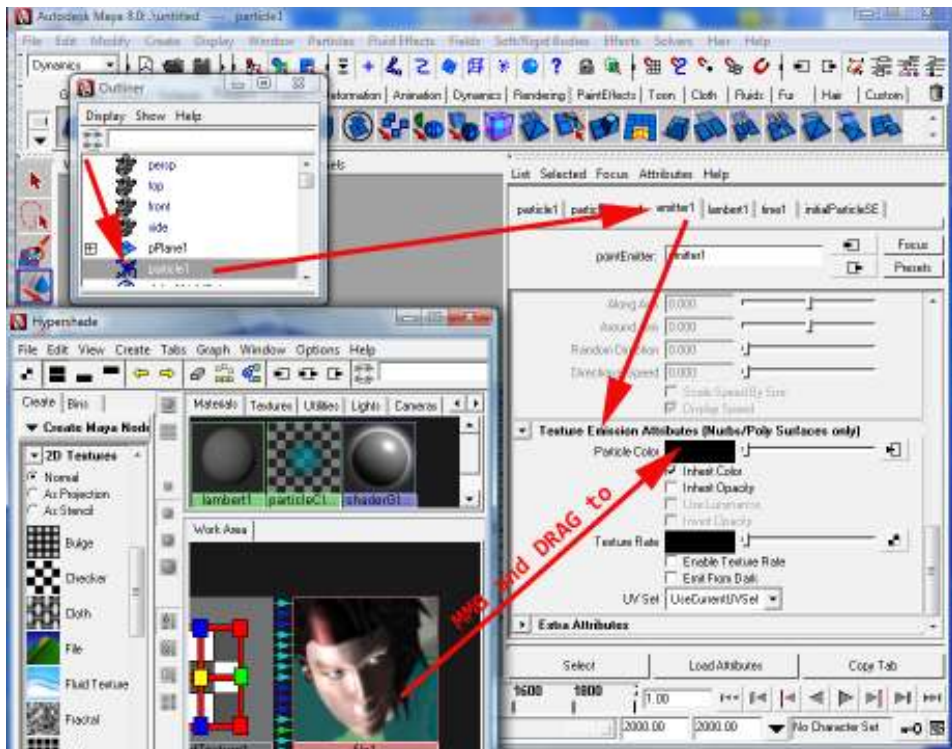 Autodesk Maya 8.0: .\untitled --- particle1
File Edit Modify Create Display Window Particles Fluid Effects Fields Soft/Rigid Bodies Effects Solvers Hair Help
Dynamics
Outliner
Deformation Animation Dynamics Rendering PaintEffects Toon Cloth Fluids Fur Hair Custom
Display Show Help
persp
top
front
side
pPlane1
particle1
List Selected Focus Attributes Help
particle1 emitter1 lambert1 time1 initialParticleSE
pointEmitter: emitter1
Focus
Presets
Along Axis 0.000
Around Axis 0.000
Random Direction 0.000
Directional Speed 0.000
Scale Speed By Size
Display Speed
Texture Emission Attributes (Nurbs/Poly Surfaces only)
Particle Color
Inherit Color
Inherit Opacity
Use Luminance
Invert Opacity
Texture Rate
Enable Texture Rate
Emit From Dark
UV Set UseCurrentUVSet
Extra Attributes
Select Load Attributes Copy Tab
1600 1800 1.00
2000.00 2000.00 No Character Set
Hypershade
File Edit View Create Tabs Graph Window Options Help
Create Bins
Materials Textures Utilities Lights Cameras
Create Maya Node
2D Textures
Normal
As Projection
As Stencil
Bulge
Checker
Cloth
File
Fluid Texture
Fractal
lambert1 particleC1 shaderG1
Work Area
MMG and DRAG to